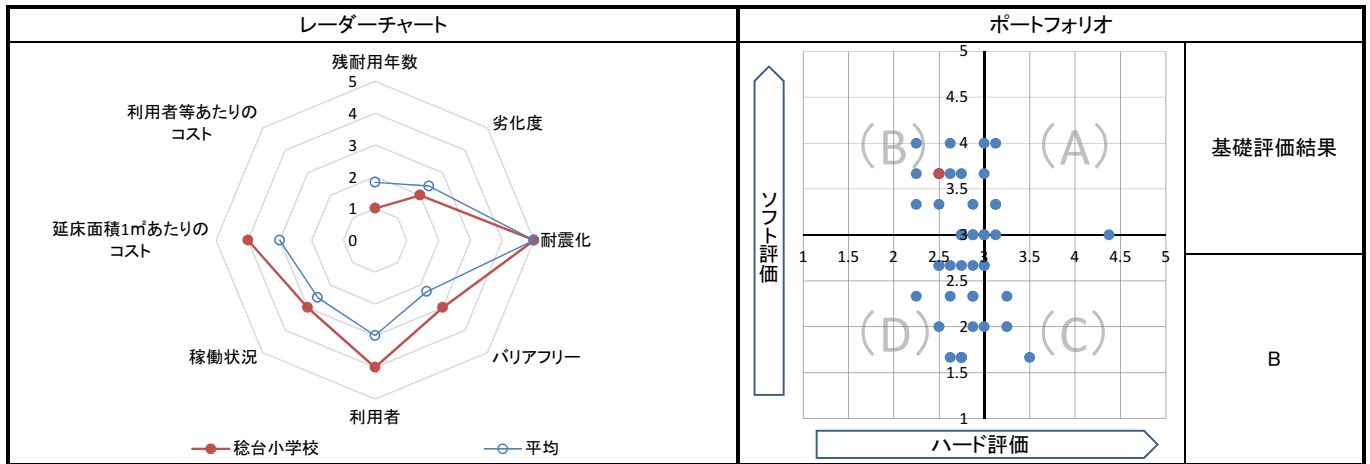 レーダーチャート
残耐用年数
5
4
3
2
1
0
利用者等あたりの
コスト
劣化度
延床面積1㎡あたりの
コスト
耐震化
稼働状況
バリアフリー
利用者
稔台小学校
平均
ポートフォリオ
ソフト評価
5
4.5
4
3.5
3
2.5
2
1.5
1
(B)
(A)
(D)
(C)
1 1.5 2 2.5 3 3.5 4 4.5 5
ハード評価
基礎評価結果
B